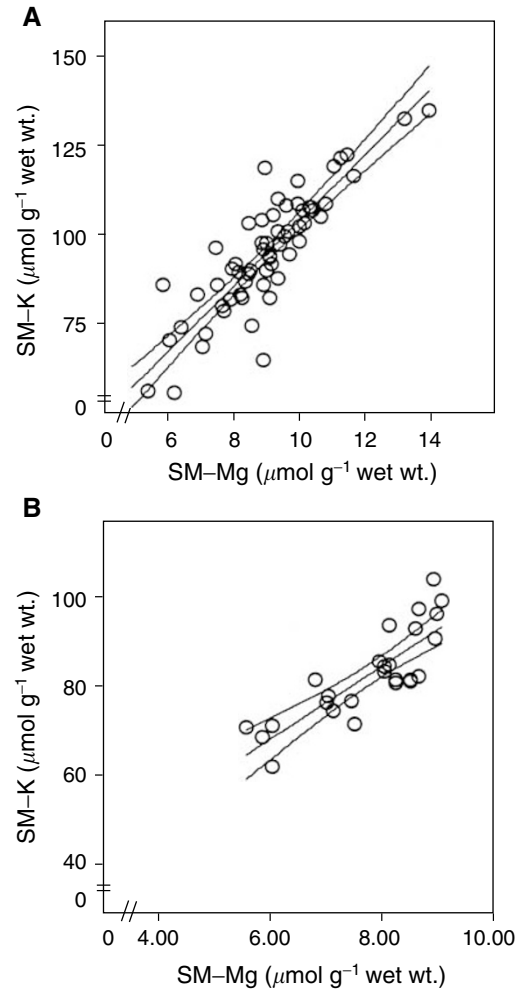 A
150
125
100
75
0
SM–K (μmol g⁻¹ wet wt.)
0 6 8 10 12 14
SM–Mg (μmol g⁻¹ wet wt.)
B
100
80
60
40
0
SM–K (μmol g⁻¹ wet wt.)
0 4.00 6.00 8.00 10.00
SM–Mg (μmol g⁻¹ wet wt.)